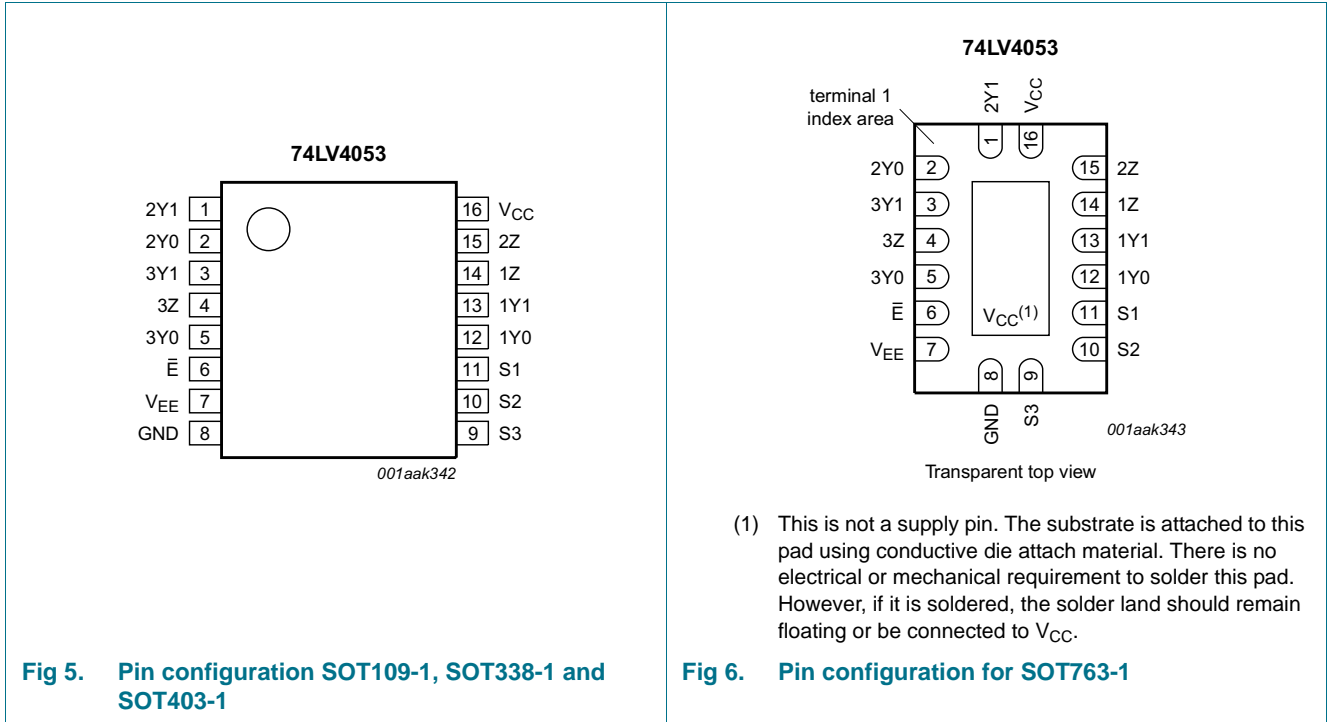 74LV4053
2Y1 1
2Y0 2
3Y1 3
3Z 4
3Y0 5
E̅ 6
VEE 7
GND 8
16 VCC
15 2Z
14 1Z
13 1Y1
12 1Y0
11 S1
10 S2
9 S3
001aak342
Fig 5. Pin configuration SOT109-1, SOT338-1 and
SOT403-1
74LV4053
terminal 1
index area
2Y1
VCC
1
16
2Y0 2
3Y1 3
3Z 4
3Y0 5
E̅ 6
VEE 7
15 2Z
14 1Z
13 1Y1
12 1Y0
11 S1
10 S2
VCC(1)
8
9
GND
S3
001aak343
Transparent top view
(1) This is not a supply pin. The substrate is attached to this
pad using conductive die attach material. There is no
electrical or mechanical requirement to solder this pad.
However, if it is soldered, the solder land should remain
floating or be connected to VCC.
Fig 6. Pin configuration for SOT763-1